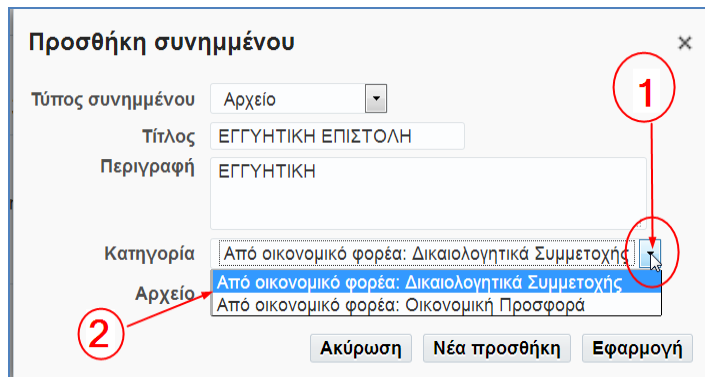 Προσθήκη συνημμένου ×
1
Τύπος συνημμένου Αρχείο
Τίτλος ΕΓΓΥΗΤΙΚΗ ΕΠΙΣΤΟΛΗ
Περιγραφή ΕΓΓΥΗΤΙΚΗ
Κατηγορία Από οικονομικό φορέα: Δικαιολογητικά Συμμετοχής
Από οικονομικό φορέα: Δικαιολογητικά Συμμετοχής
Αρχείο
Από οικονομικό φορέα: Οικονομική Προσφορά
2
Ακύρωση Νέα προσθήκη Εφαρμογή